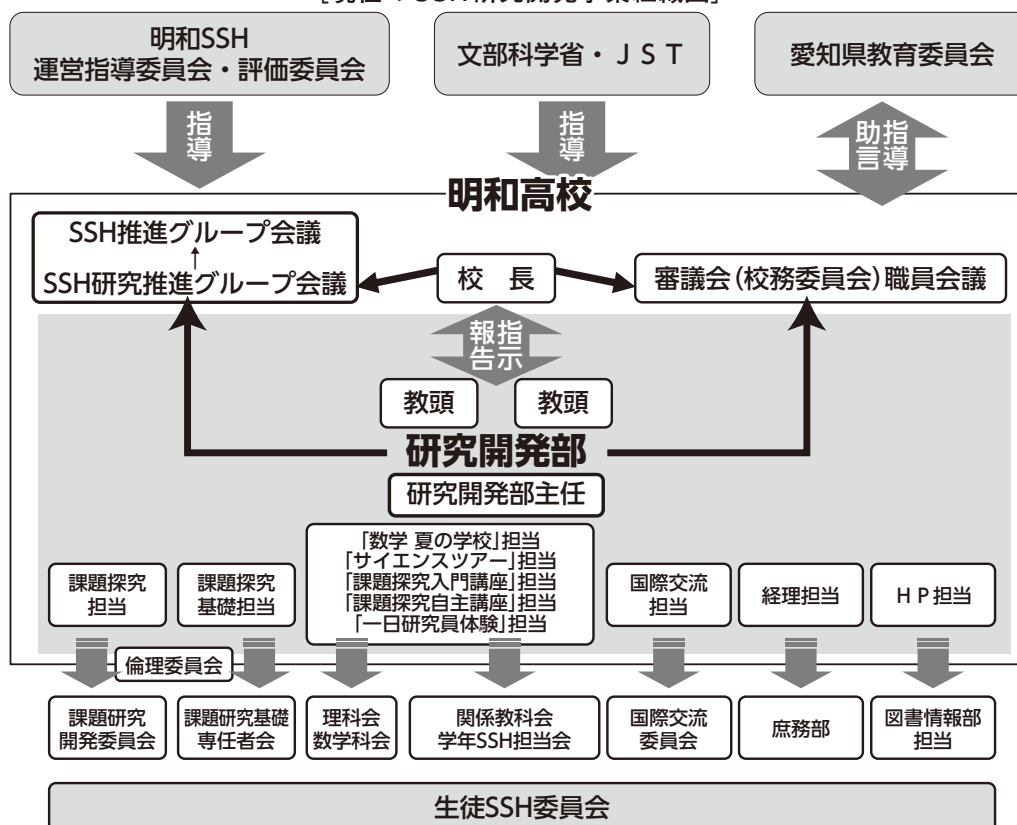 明和SSH
運営指導委員会・評価委員会
文部科学省・ＪＳＴ
愛知県教育委員会
指導
指導
指導
助言
明和高校
SSH推進グループ会議
↑
SSH研究推進グループ会議
校　長
審議会(校務委員会)職員会議
指示
報告
教頭
教頭
研究開発部
研究開発部主任
「数学 夏の学校」担当
「サイエンスツアー」担当
「課題探究入門講座」担当
「課題探究自主講座」担当
「一日研究員体験」担当
課題探究
担当
課題探究
基礎担当
国際交流
担当
経理担当
ＨＰ担当
倫理委員会
課題研究
開発委員会
課題研究基礎
専任者会
理科会
数学科会
関係教科会
学年SSH担当会
国際交流
委員会
庶務部
図書情報部
担当
生徒SSH委員会